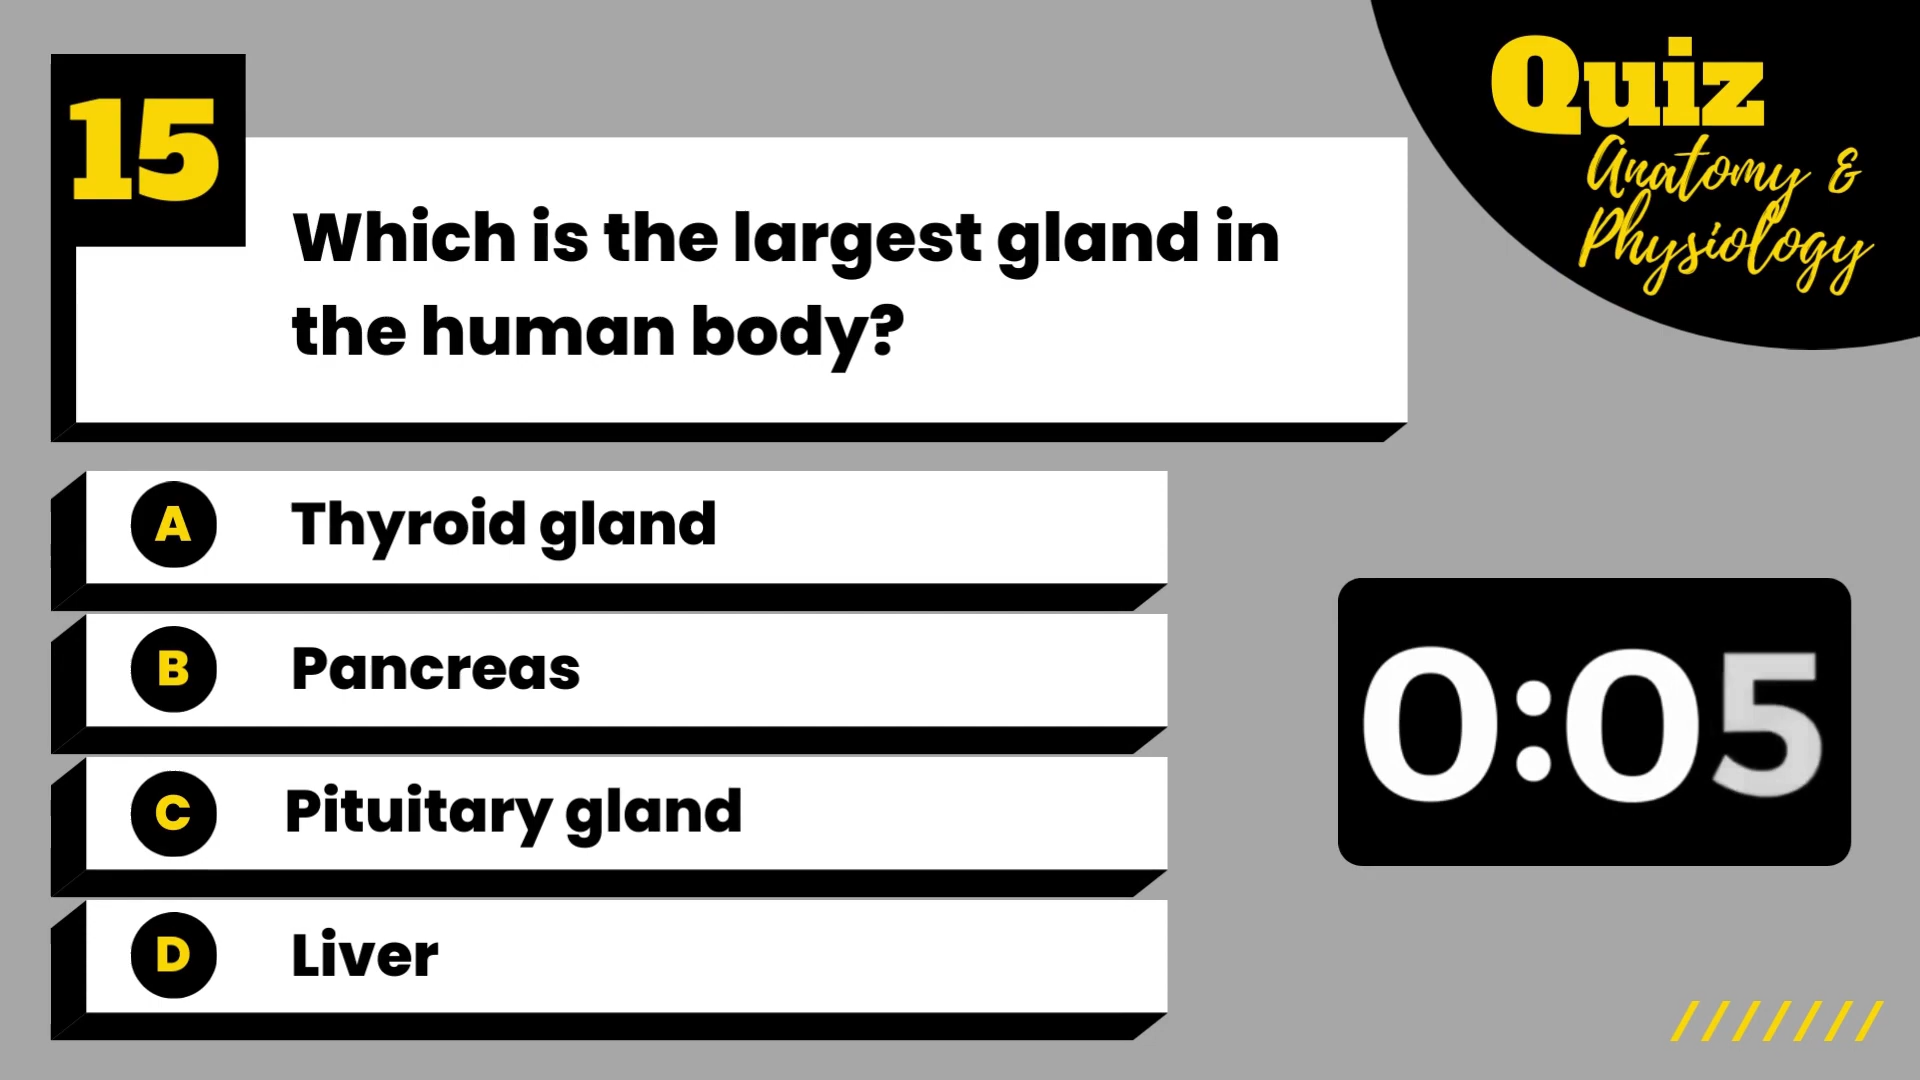 15
Quiz
Anatomy &
Physiology
Which is the largest gland in
the human body?
A Thyroid gland
B Pancreas
C Pituitary gland
D Liver
0:05